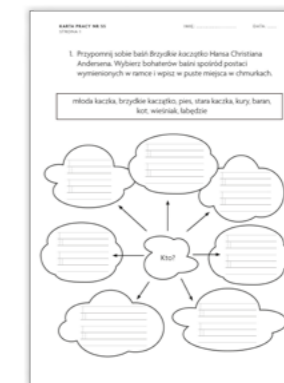 KARTA PRACY NR 55 IMIĘ DATA
STRONA 1
1. Przypomnij sobie baśń Brzydkie kaczątko Hansa Christiana
Andersena. Wybierz bohaterów baśni spośród postaci
wymienionych w ramce i wpisz w puste miejsca w chmurkach.
młoda kaczka, brzydkie kaczątko, pies, stara kaczka, kury, baran,
kot, wieśniak, łabędzie
Kto?